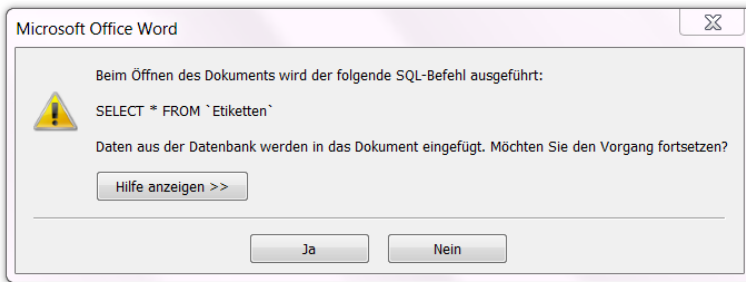 Microsoft Office Word
Beim Öffnen des Dokuments wird der folgende SQL-Befehl ausgeführt:
SELECT * FROM `Etiketten`
Daten aus der Datenbank werden in das Dokument eingefügt. Möchten Sie den Vorgang fortsetzen?
Hilfe anzeigen >>
Ja
Nein